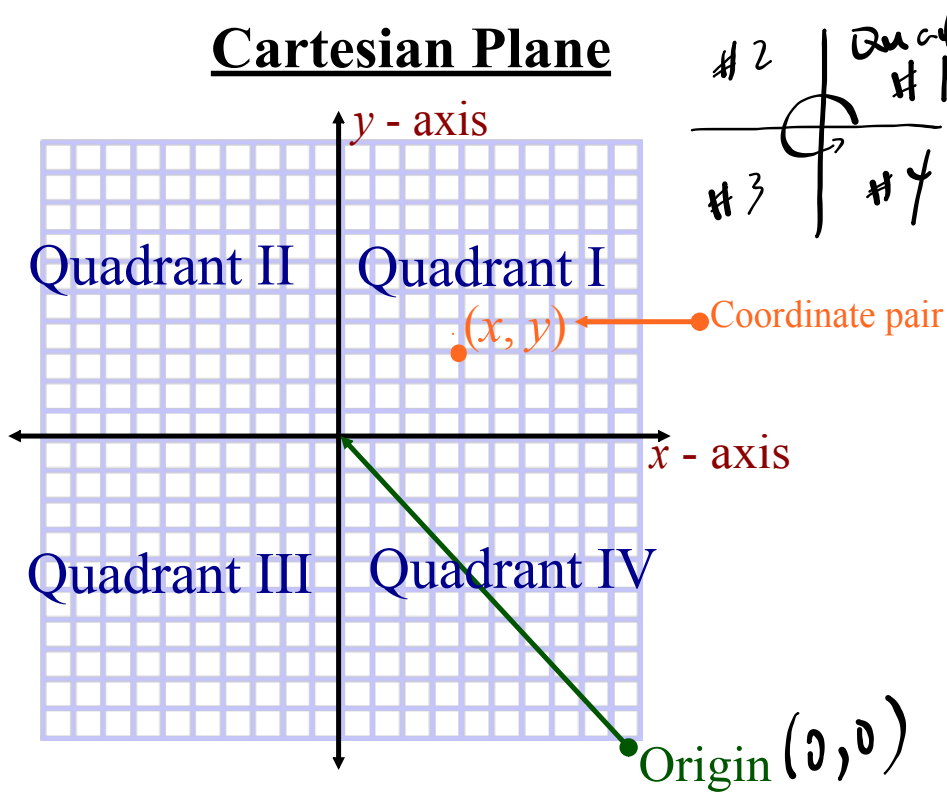 Cartesian Plane
#2
#1
#3
#4
y - axis
Quadrant II
Quadrant I
(x, y)
Coordinate pair
x - axis
Quadrant III
Quadrant IV
Origin (0,0)